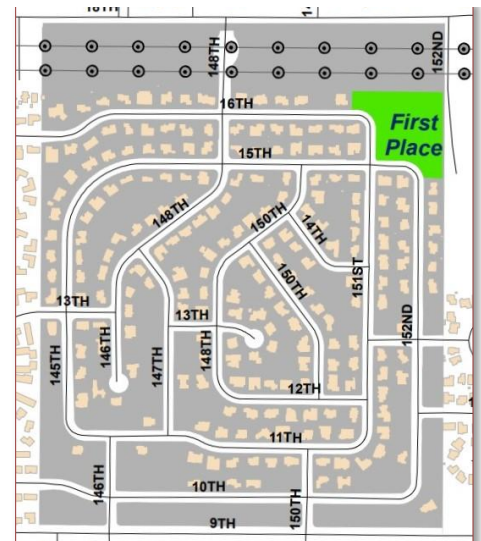 148TH
152ND
16TH
First
Place
15TH
148TH
150TH
14TH
150TH
151ST
13TH
13TH
145TH
146TH
147TH
148TH
152ND
12TH
11TH
146TH
10TH
150TH
9TH